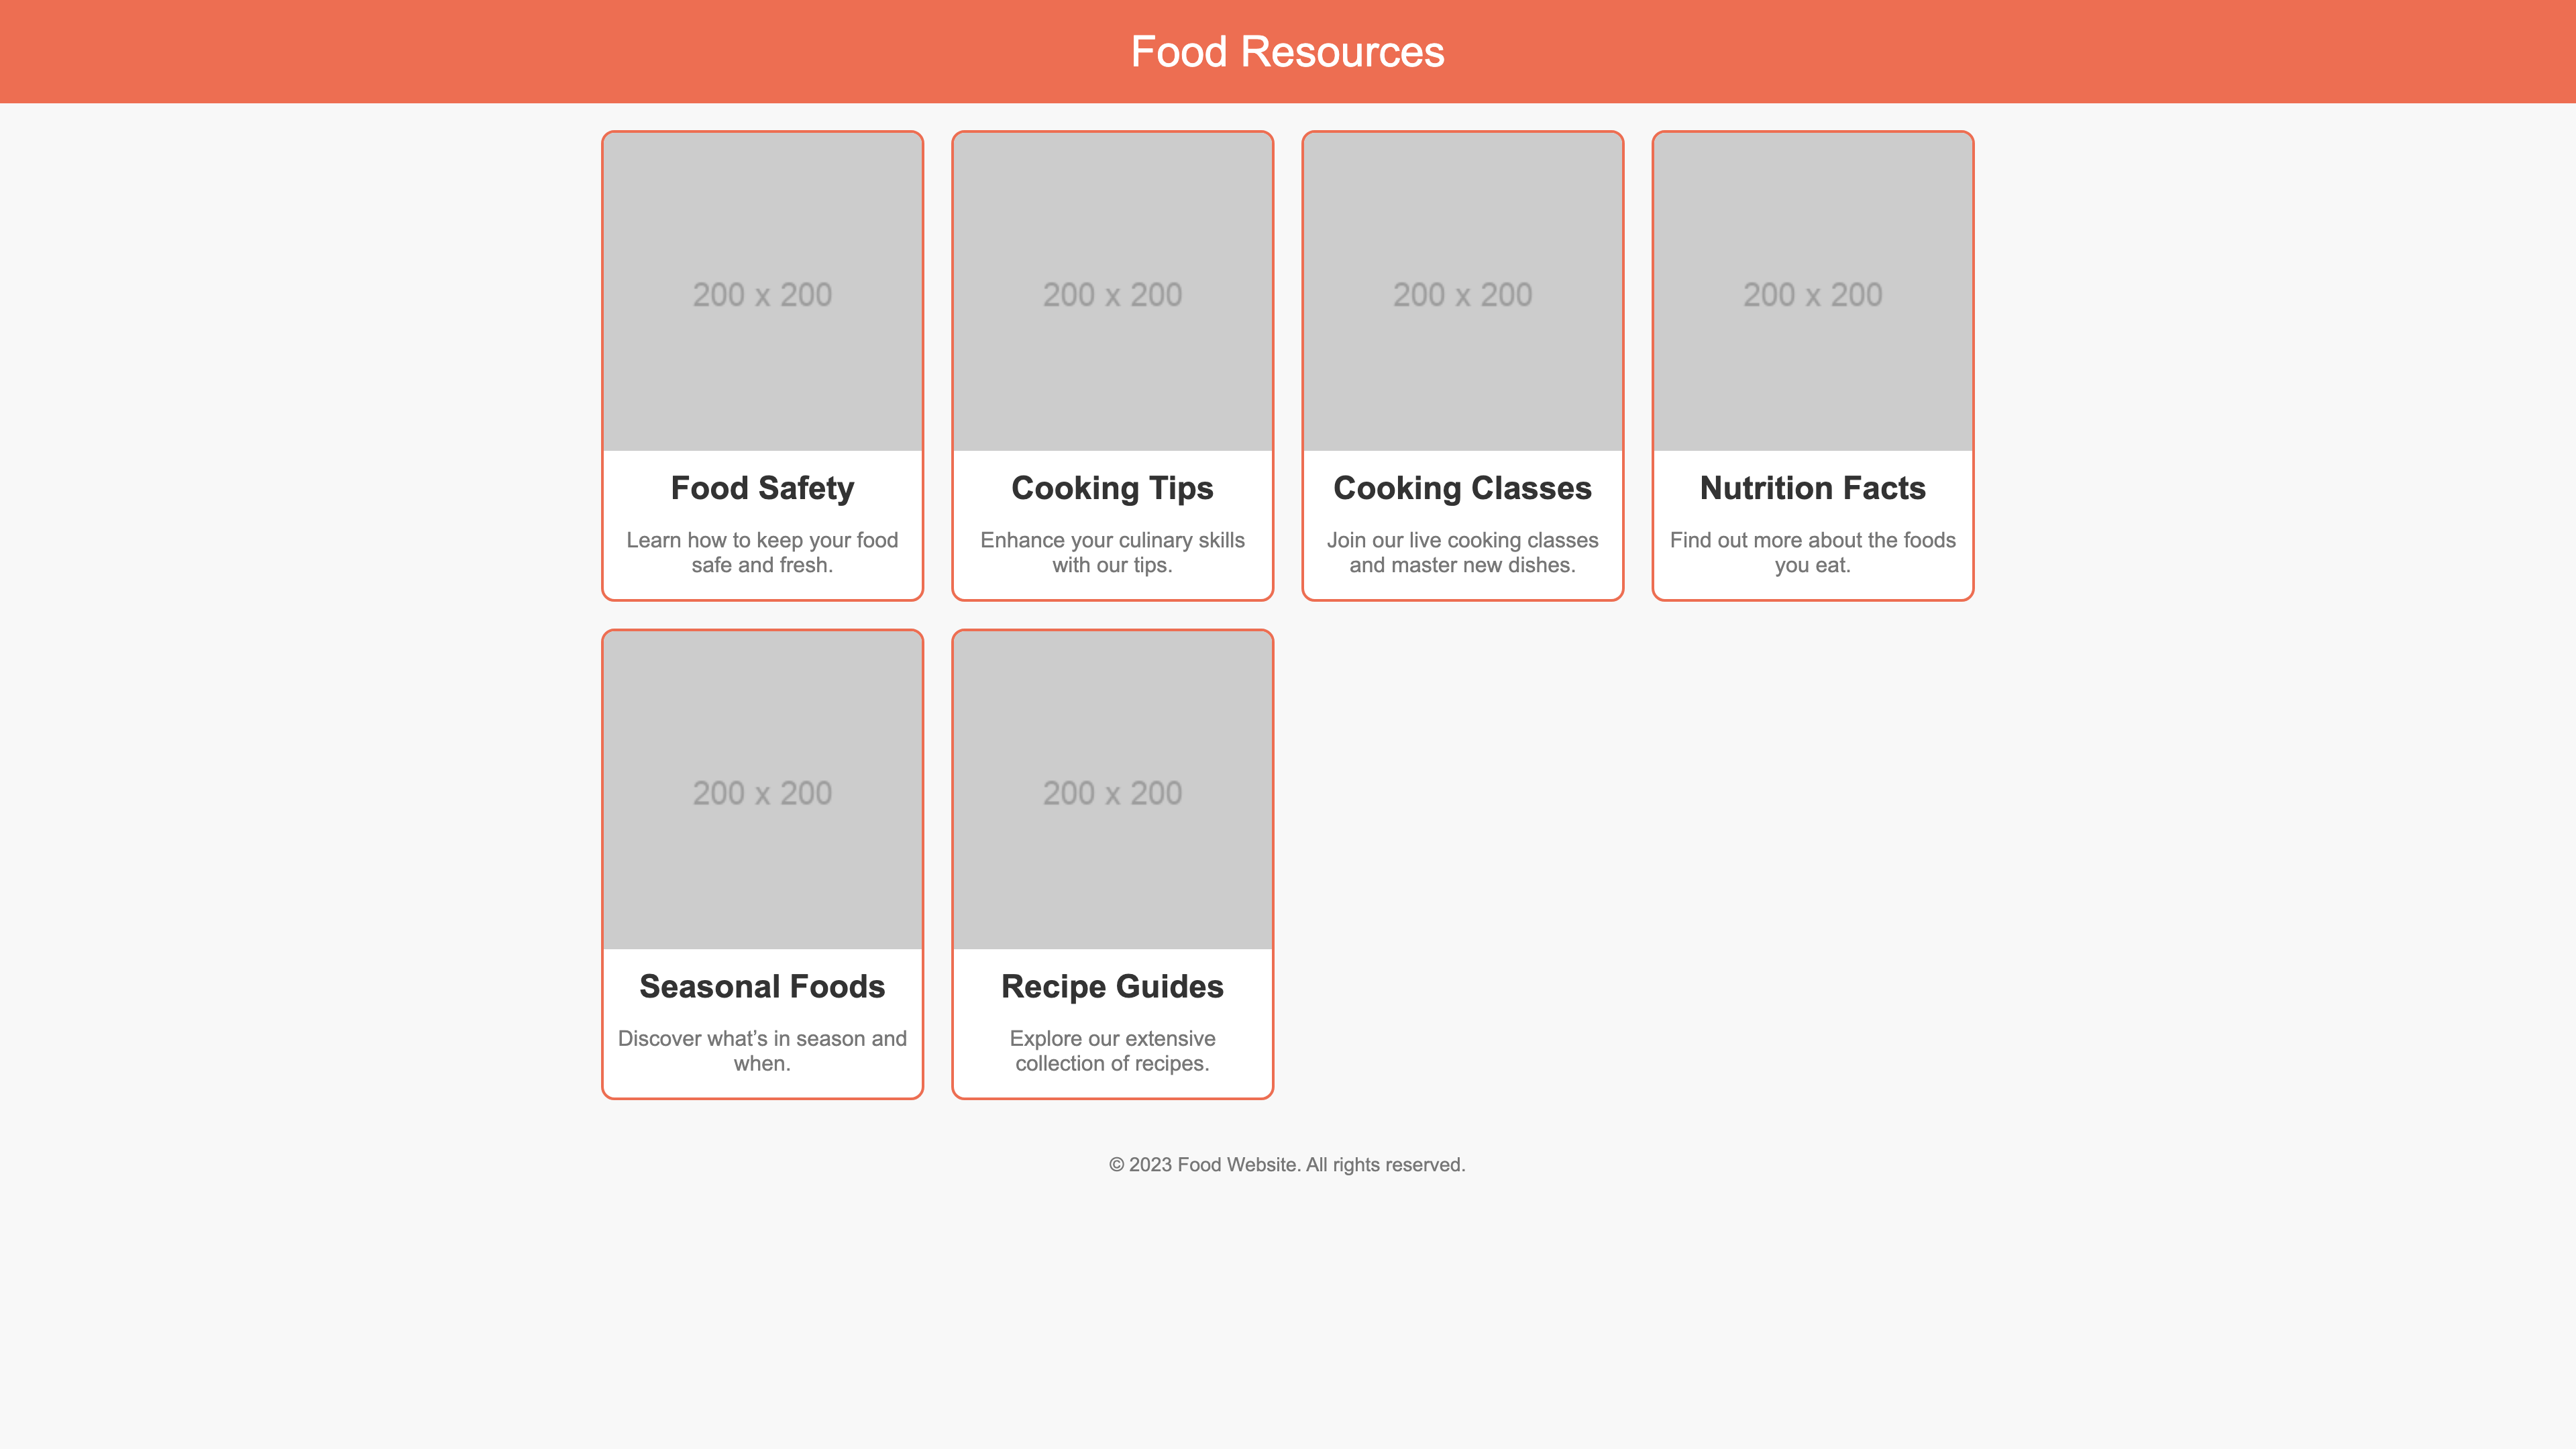 Food Resources
200 x 200
200 x 200
200 x 200
200 x 200
Food Safety
Learn how to keep your food
safe and fresh.
Cooking Tips
Enhance your culinary skills
with our tips.
Cooking Classes
Join our live cooking classes
and master new dishes.
Nutrition Facts
Find out more about the foods
you eat.
200 x 200
200 x 200
Seasonal Foods
Discover what’s in season and
when.
Recipe Guides
Explore our extensive
collection of recipes.
© 2023 Food Website. All rights reserved.